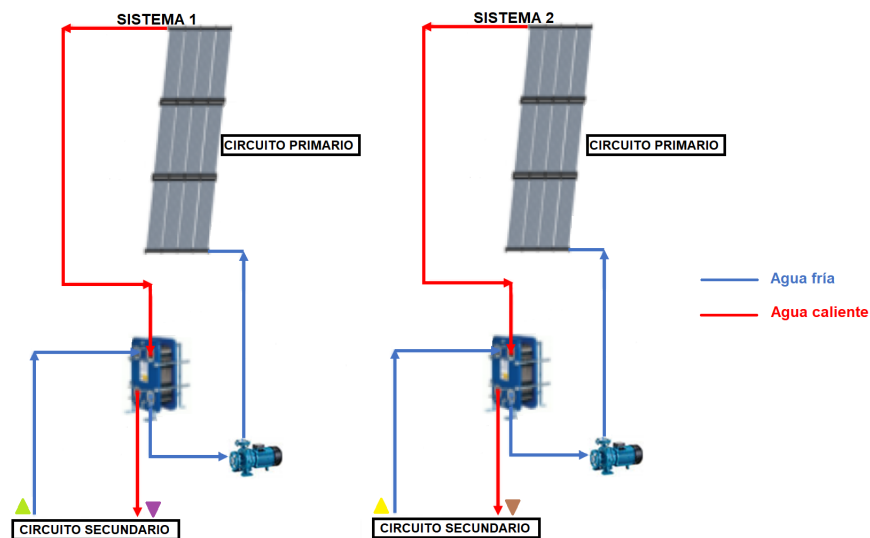 SISTEMA 1
SISTEMA 2
CIRCUITO PRIMARIO
CIRCUITO PRIMARIO
Agua fría
Agua caliente
CIRCUITO SECUNDARIO
CIRCUITO SECUNDARIO